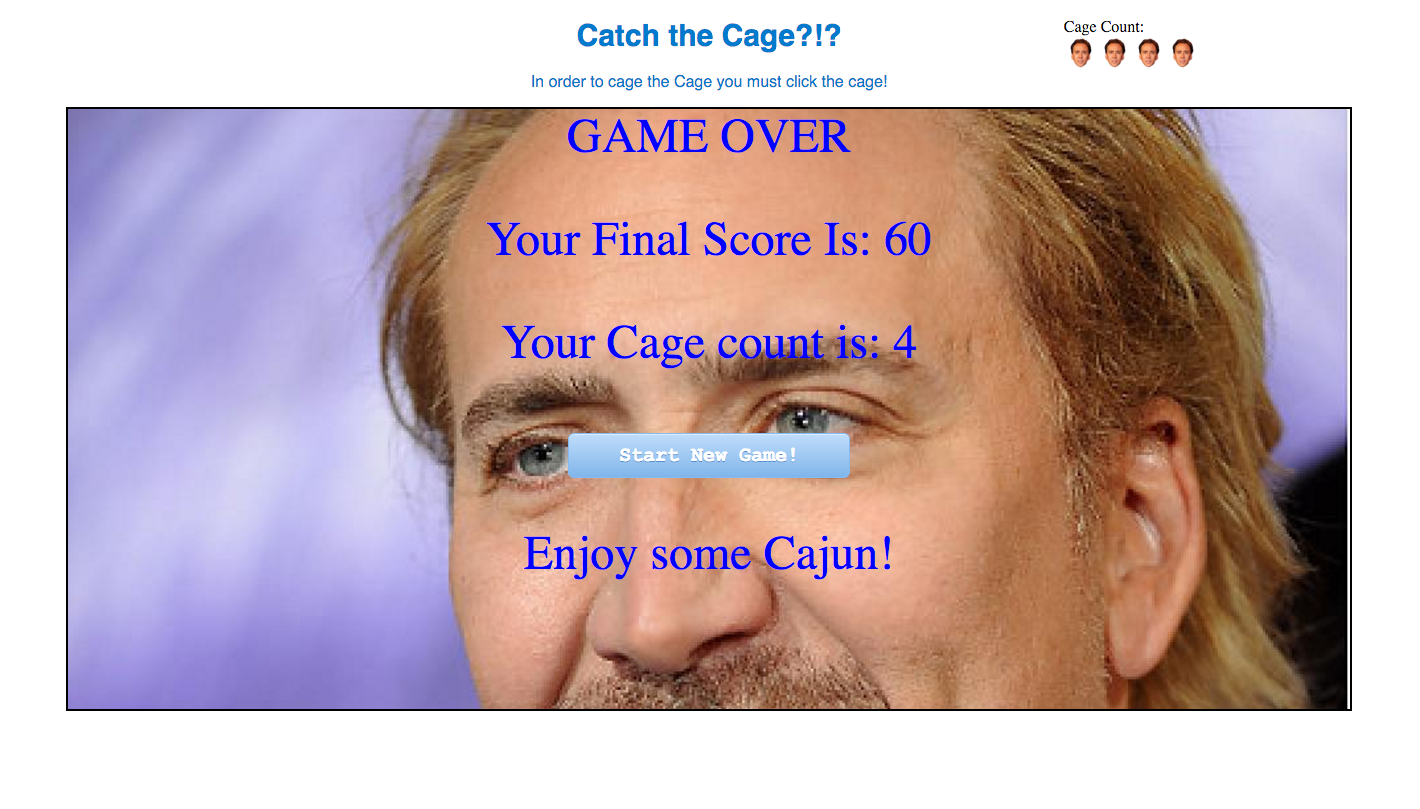 Catch the Cage?!?
Cage Count:
In order to cage the Cage you must click the cage!
GAME OVER
Your Final Score Is: 60
Your Cage count is: 4
Start New Game!
Enjoy some Cajun!